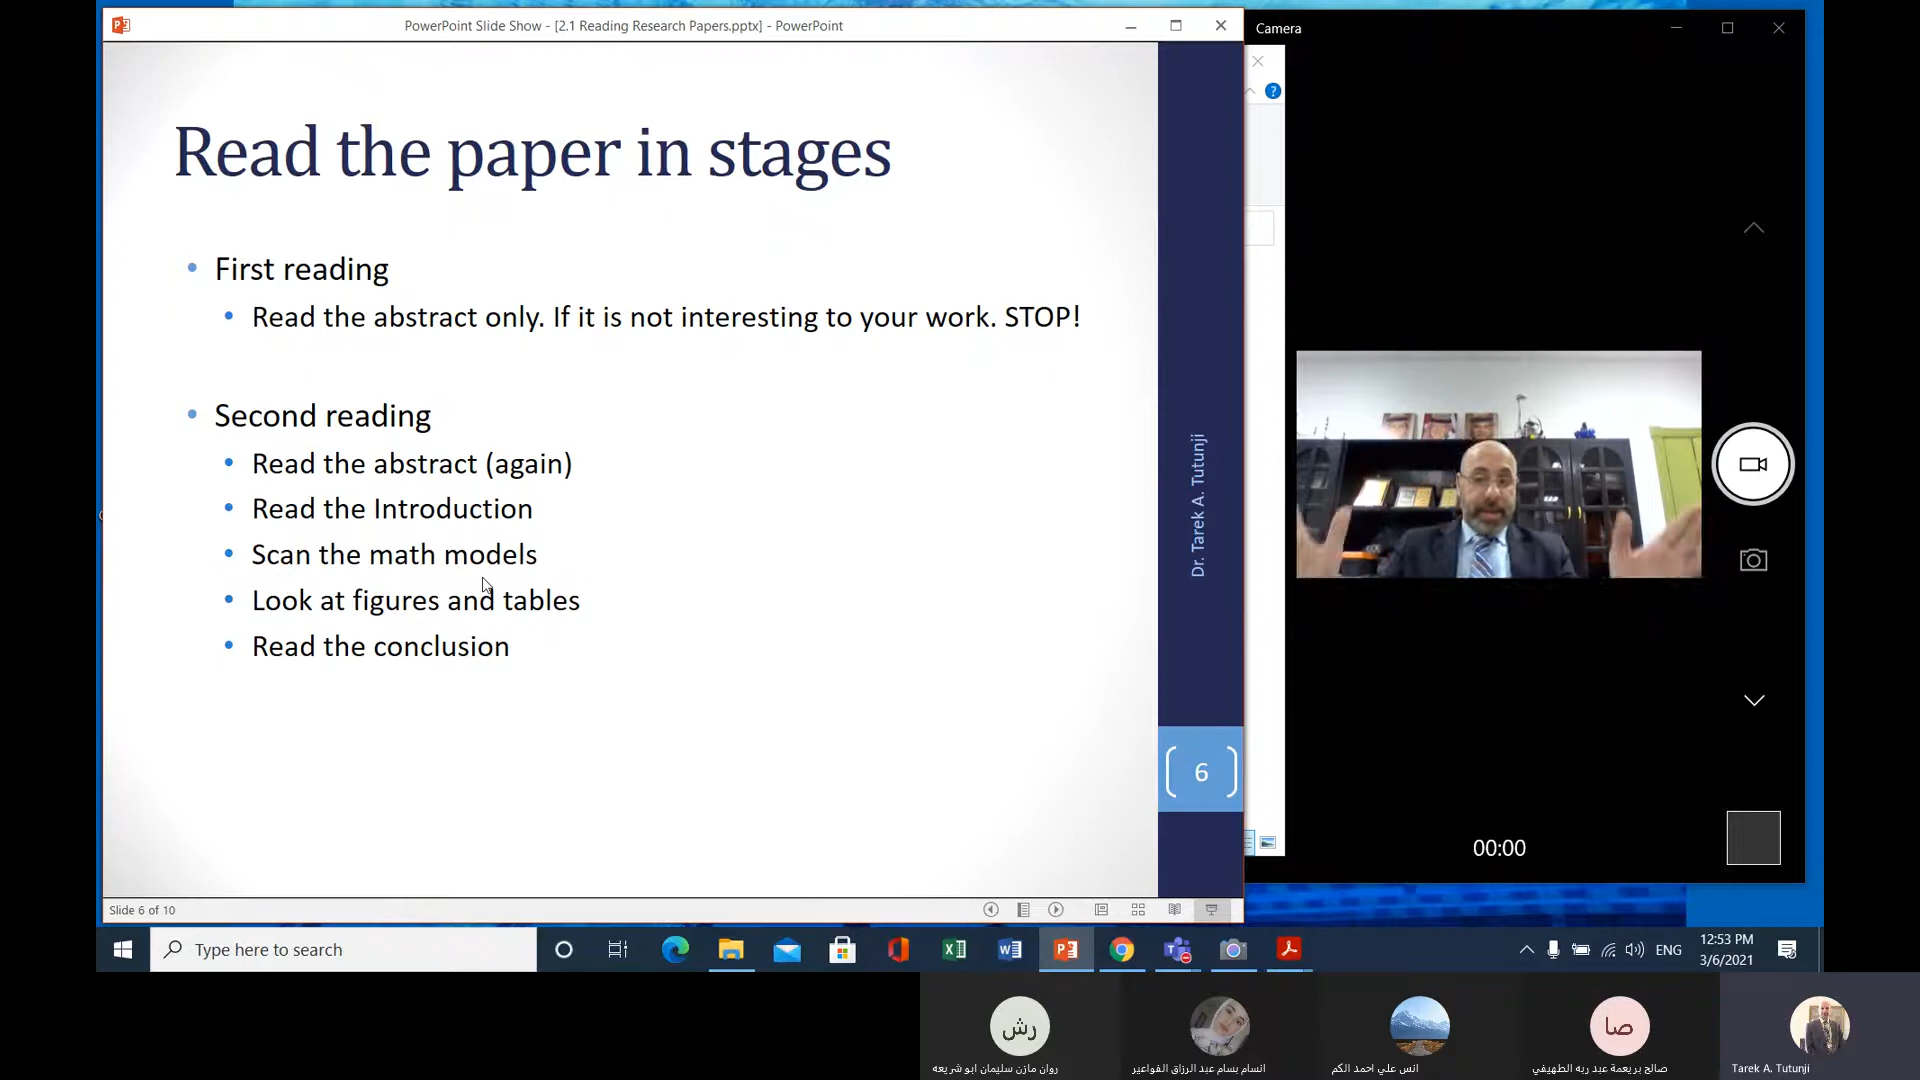 PowerPoint Slide Show - [2.1 Reading Research Papers.pptx] - PowerPoint
Camera
Read the paper in stages
• First reading
• Read the abstract only. If it is not interesting to your work. STOP!
• Second reading
• Read the abstract (again)
• Read the Introduction
• Scan the math models
• Look at figures and tables
• Read the conclusion
Dr. Tarek A. Tutunji
6
00:00
Slide 6 of 10
Type here to search
ENG
12:53 PM
3/6/2021
رش
صا
روان مازن سليمان ابو شريعه
انسام بسام عبد الرزاق الفواعير
انس علي احمد الكم
صالح بريعمة عبد ربه الطهيفي
Tarek A. Tutunji